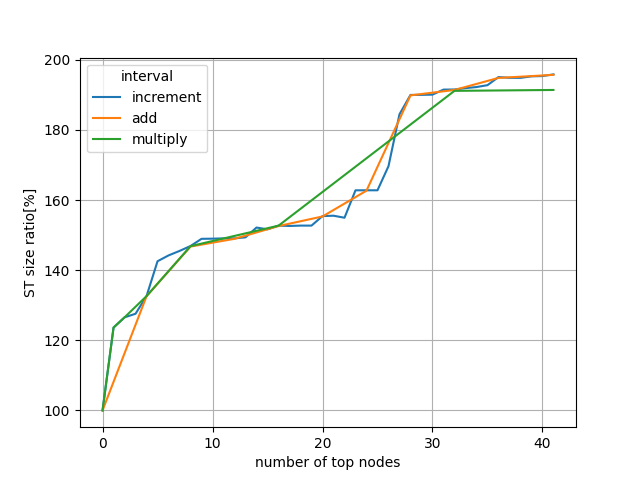 200
180
160
140
120
100
ST size ratio[%]
interval
increment
add
multiply
0 10 20 30 40
number of top nodes